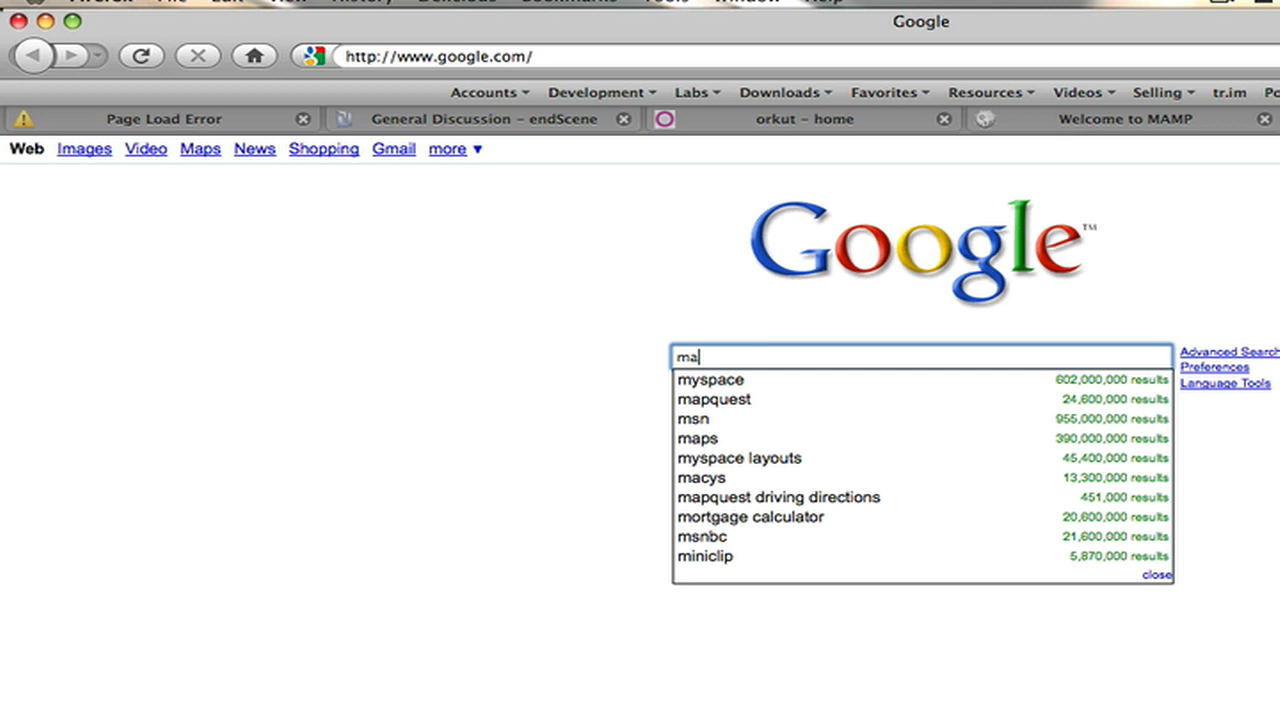 Google
http://www.google.com/
Accounts Development Labs Downloads Favorites Resources Videos Selling tr.im
Page Load Error General Discussion – endScene orkut – home Welcome to MAMP
Web Images Video Maps News Shopping Gmail more
Google™
ma
Advanced Search
Preferences
Language Tools
myspace 602,000,000 results
mapquest 24,600,000 results
msn 955,000,000 results
maps 390,000,000 results
myspace layouts 45,400,000 results
macys 13,300,000 results
mapquest driving directions 451,000 results
mortgage calculator 20,600,000 results
msnbc 21,600,000 results
miniclip 5,870,000 results
close